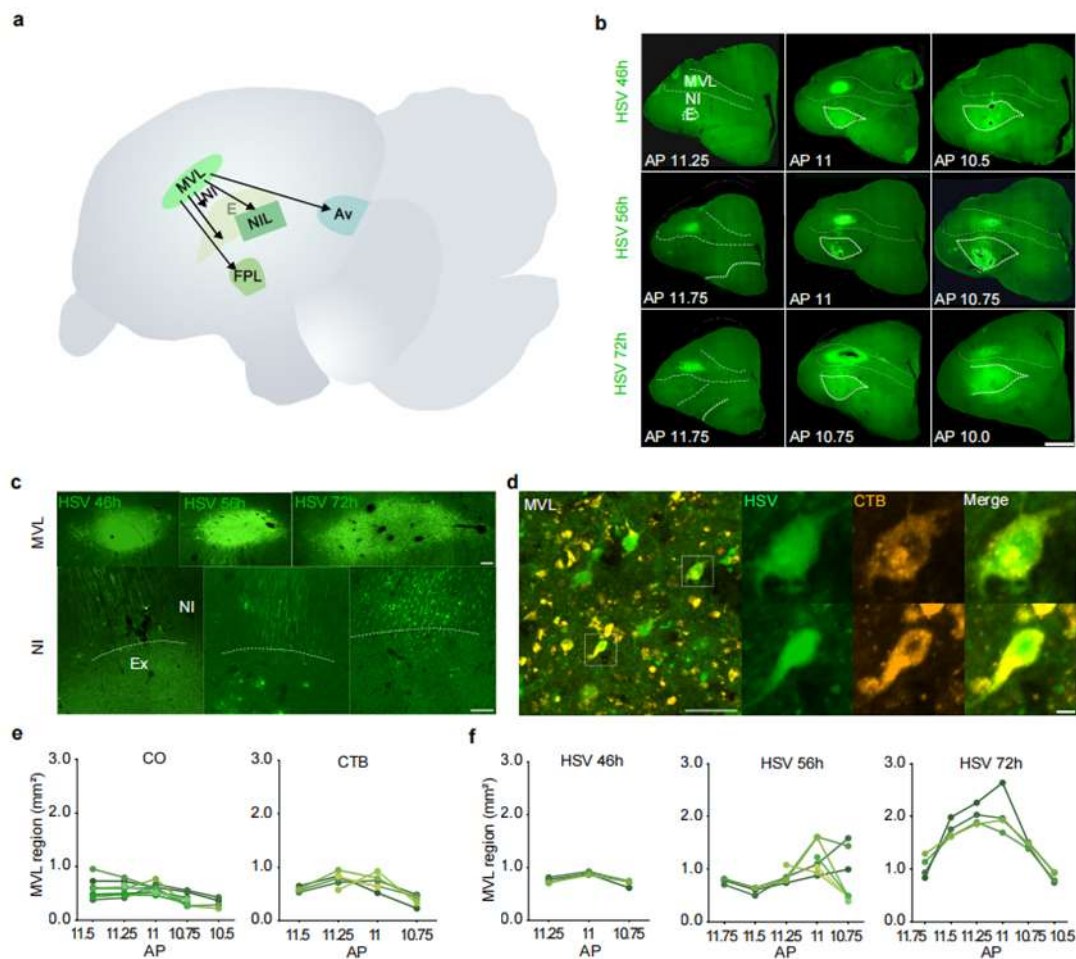 a
MVL
NI
E
NIL
Av
FPL
b
HSV 46h
MVL
NI
E
AP 11.25
AP 11
AP 10.5
HSV 56h
AP 11.75
AP 11
AP 10.75
HSV 72h
AP 11.75
AP 10.75
AP 10.0
c
HSV 46h
HSV 56h
HSV 72h
MVL
NI
NI
Ex
d
MVL
HSV
CTB
Merge
e
CO
CTB
MVL region (mm²)
3.0
2.0
1.0
0.0
11.5 11.25 11 10.75 10.5
AP
3.0
2.0
1.0
0.0
11.5 11.25 11 10.75
AP
f
HSV 46h
HSV 56h
HSV 72h
MVL region (mm²)
3.0
2.0
1.0
0.0
11.25 11 10.75
AP
3.0
2.0
1.0
0.0
11.75 11.5 11.25 11 10.75
AP
3.0
2.0
1.0
0.0
11.75 11.5 11.25 11 10.75 10.5
AP